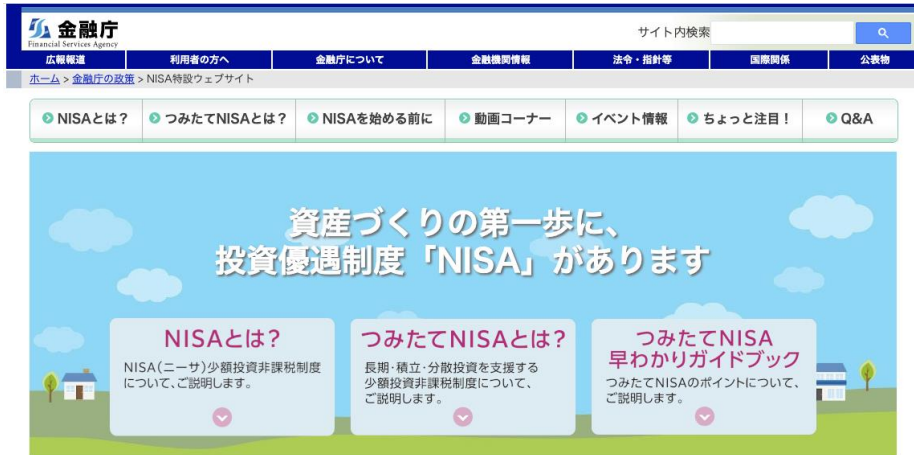 金融庁
Financial Services Agency
サイト内検索
広報報道 利用者の方へ 金融庁について 金融機関情報 法令・指針等 国際関係 公表物
ホーム > 金融庁の政策 > NISA特設ウェブサイト
NISAとは？ つみたてNISAとは？ NISAを始める前に 動画コーナー イベント情報 ちょっと注目！ Q&A
資産づくりの第一歩に、
投資優遇制度「NISA」があります
NISAとは？
NISA(ニーサ)少額投資非課税制度
について、ご説明します。
つみたてNISAとは？
長期・積立・分散投資を支援する
少額投資非課税制度について、
ご説明します。
つみたてNISA
早わかりガイドブック
つみたてNISAのポイントについて、
ご説明します。